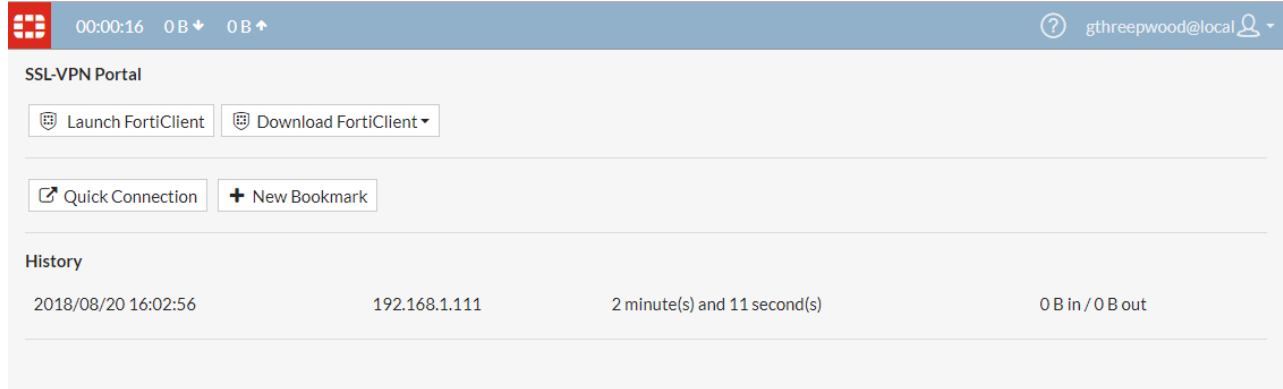 00:00:16 0 B 0 B gthreepwood@local
SSL-VPN Portal
Launch FortiClient Download FortiClient
Quick Connection New Bookmark
History
2018/08/20 16:02:56 192.168.1.111 2 minute(s) and 11 second(s) 0 B in / 0 B out